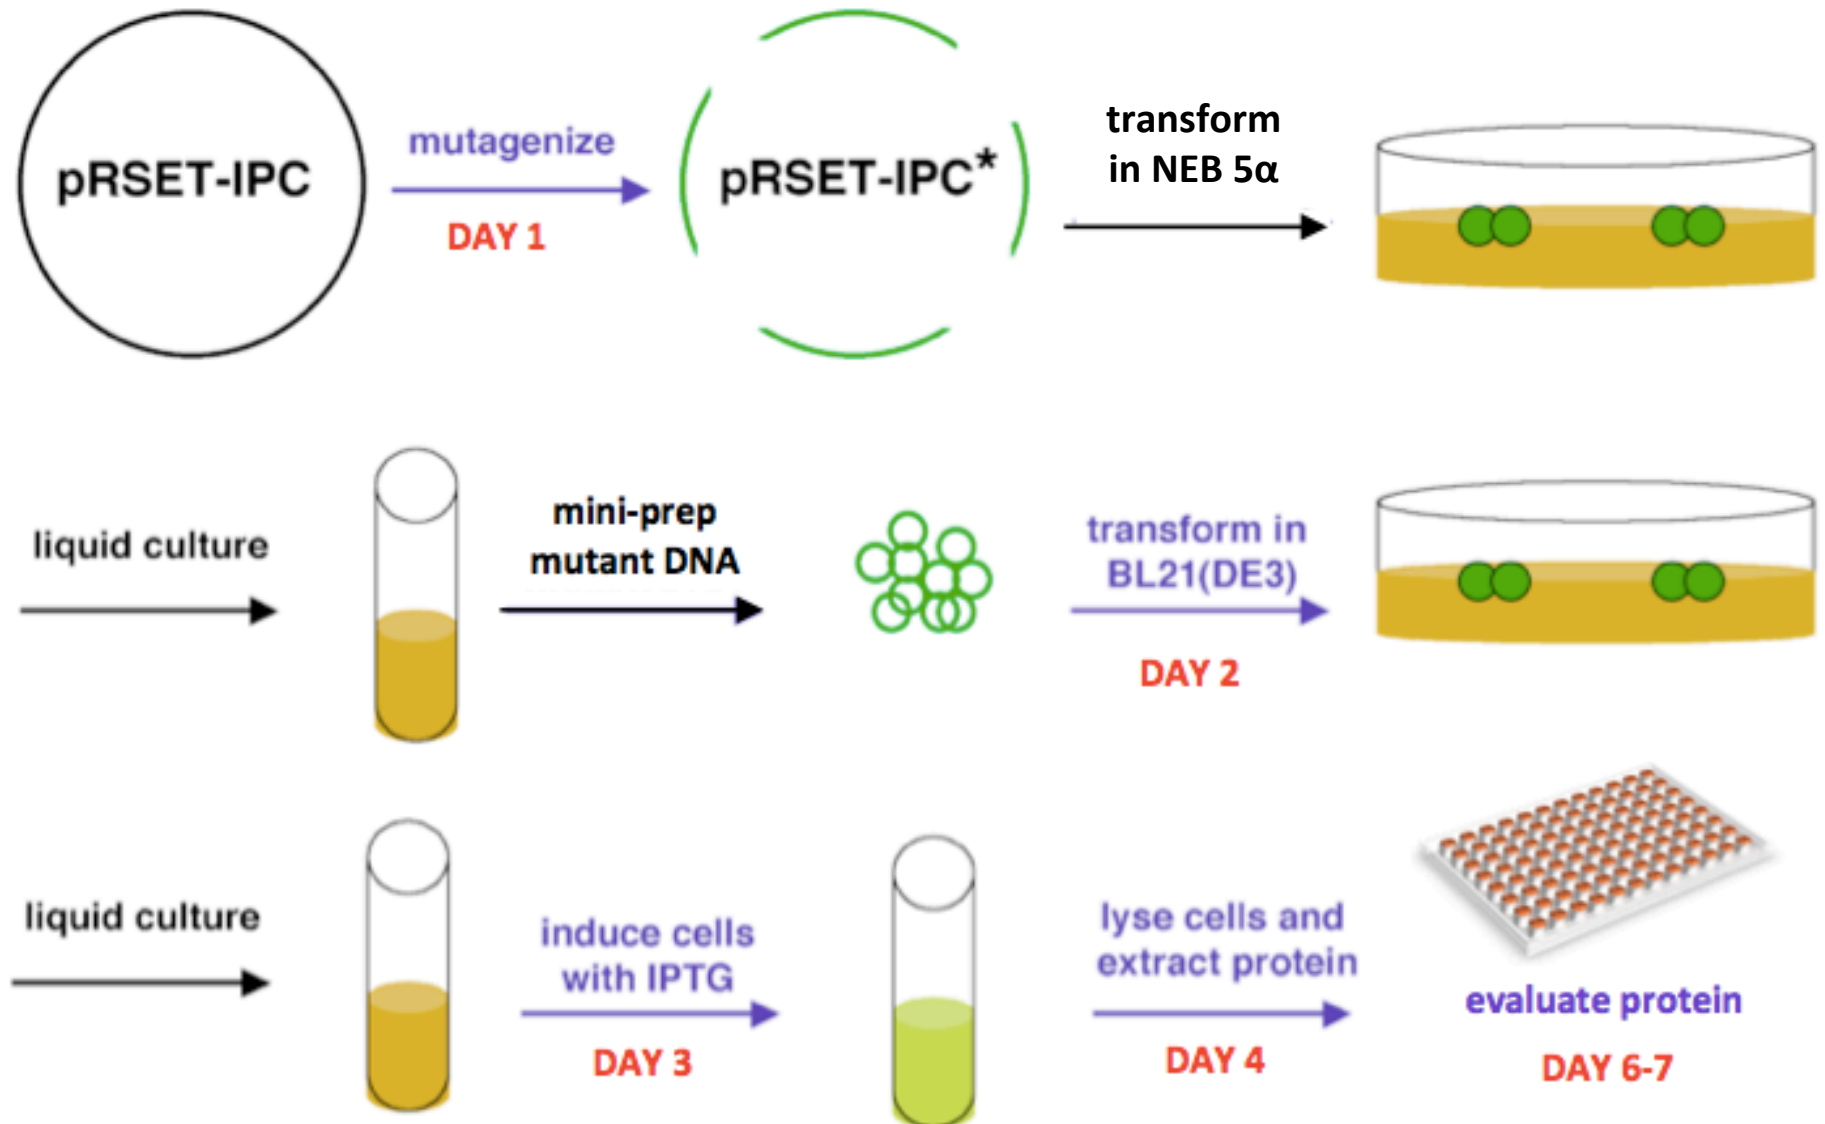 pRSET-IPC
mutagenize
DAY 1
pRSET-IPC*
transform
in NEB 5α
liquid culture
mini-prep
mutant DNA
transform in
BL21(DE3)
DAY 2
liquid culture
induce cells
with IPTG
DAY 3
lyse cells and
extract protein
DAY 4
evaluate protein
DAY 6-7